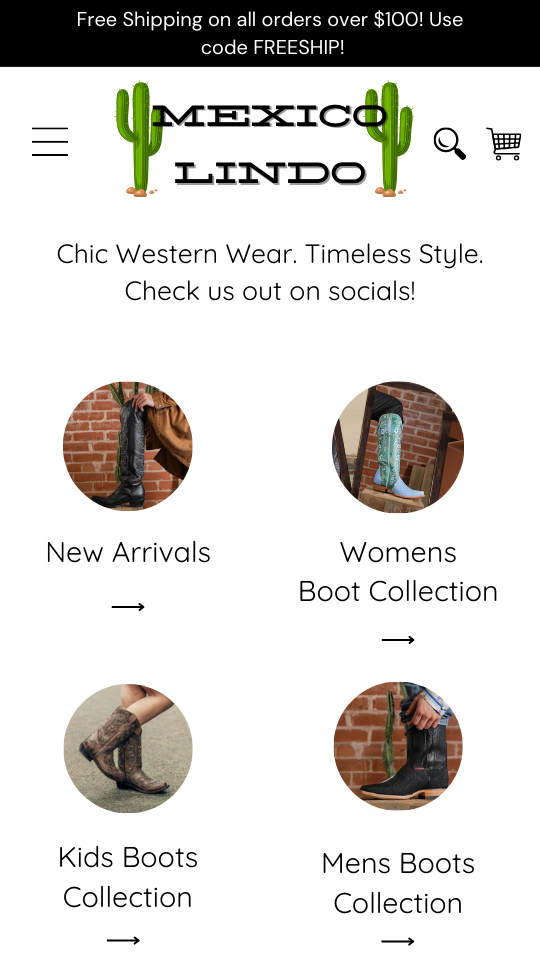 Free Shipping on all orders over $100! Use
code FREESHIP!
MEXICO
LINDO
Chic Western Wear. Timeless Style.
Check us out on socials!
New Arrivals
Womens
Boot Collection
Kids Boots
Collection
Mens Boots
Collection